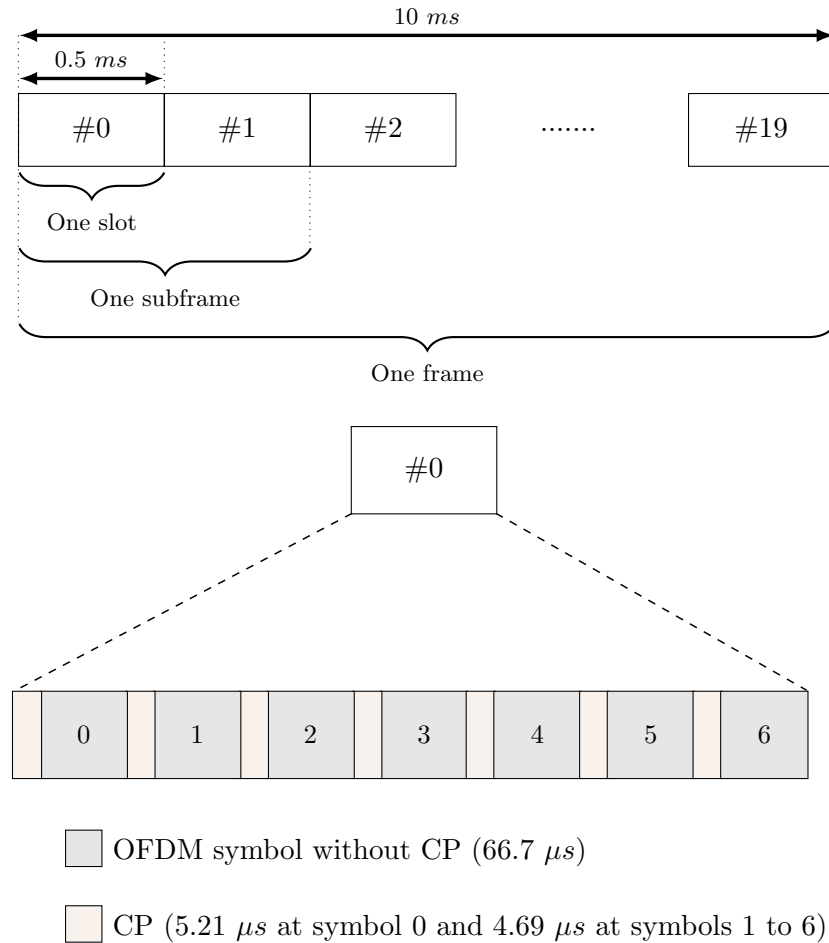 10 ms
0.5 ms
#0 #1 #2 ....... #19
One slot
One subframe
One frame
#0
0 1 2 3 4 5 6
OFDM symbol without CP (66.7 μs)
CP (5.21 μs at symbol 0 and 4.69 μs at symbols 1 to 6)